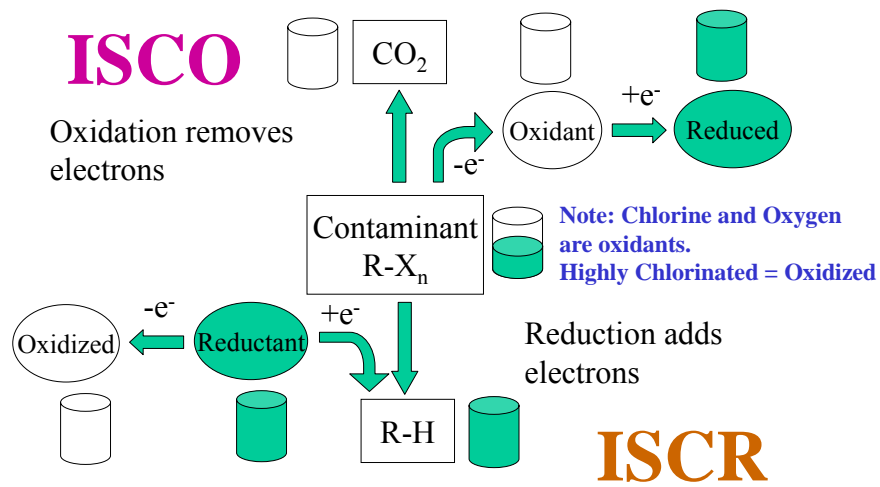 ISCO
CO₂
Oxidation removes
electrons
-e⁻
Oxidant
+e⁻
Reduced
Contaminant
R-Xₙ
Note: Chlorine and Oxygen
are oxidants.
Highly Chlorinated = Oxidized
Oxidized
-e⁻
Reductant
+e⁻
R-H
Reduction adds
electrons
ISCR